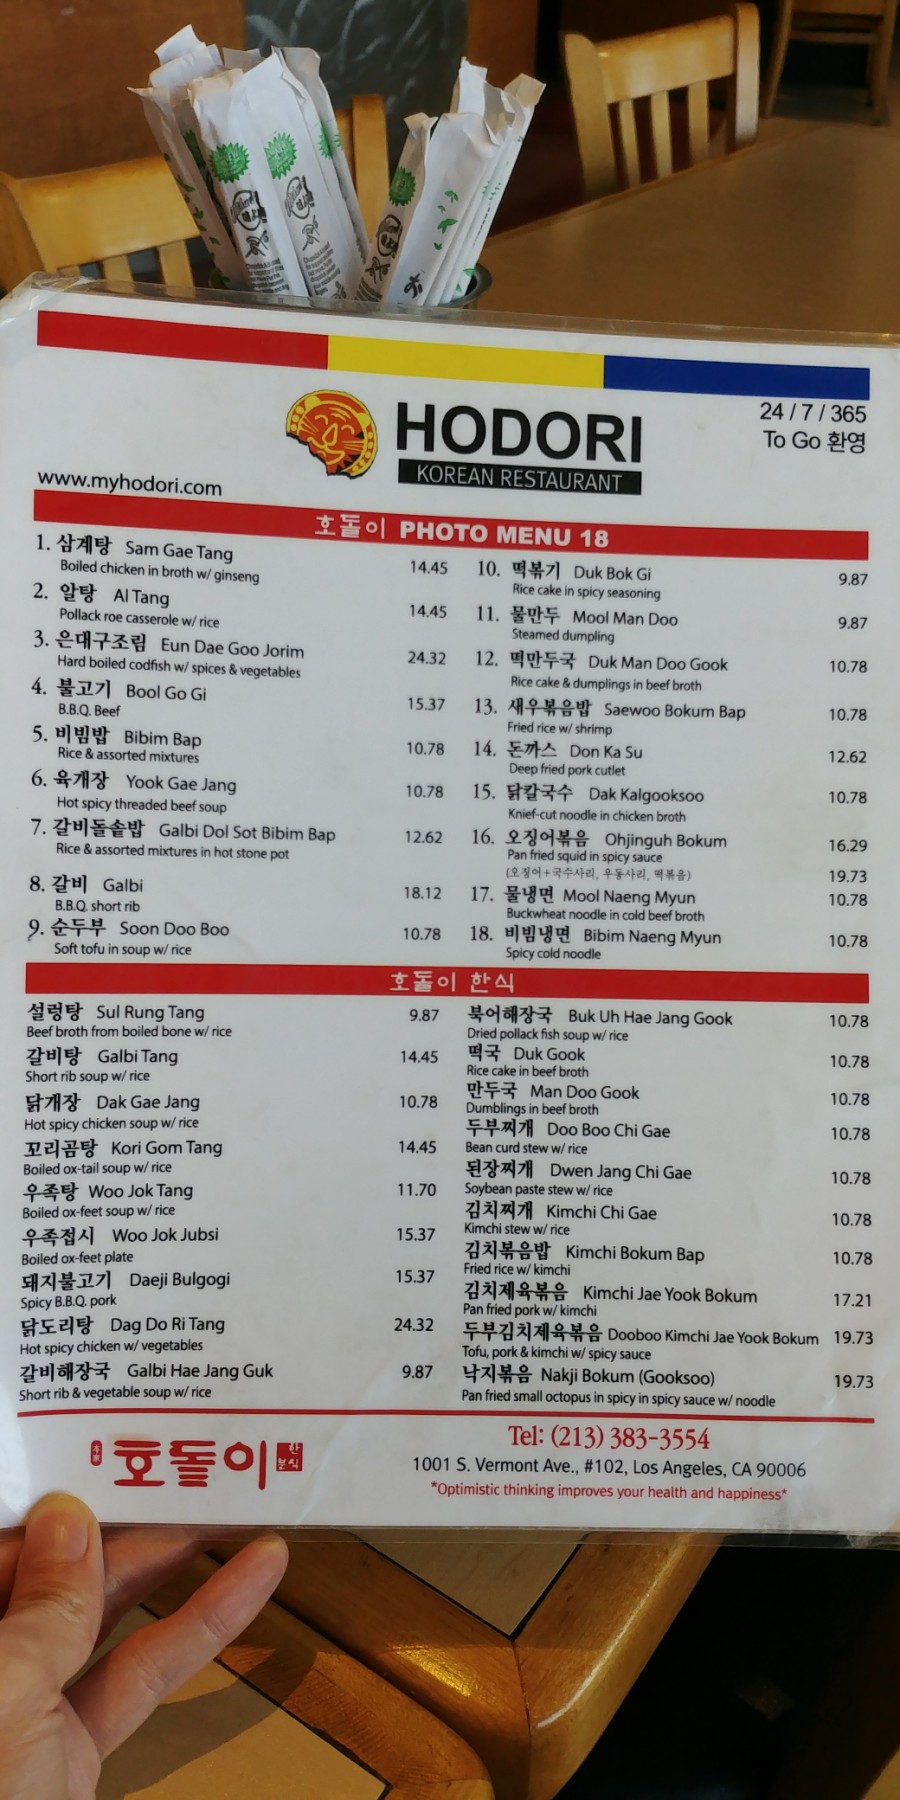 24 / 7 / 365
To Go 환영
HODORI
KOREAN RESTAURANT
www.myhodori.com
호돌이 PHOTO MENU 18
1. 삼계탕 Sam Gae Tang 14.45
Boiled chicken in broth w/ ginseng
2. 알탕 Al Tang 14.45
Pollack roe casserole w/ rice
3. 은대구조림 Eun Dae Goo Jorim 24.32
Hard boiled codfish w/ spices & vegetables
4. 불고기 Bool Go Gi 15.37
B.B.Q. Beef
5. 비빔밥 Bibim Bap 10.78
Rice & assorted mixtures
6. 육개장 Yook Gae Jang 10.78
Hot spicy threaded beef soup
7. 갈비돌솥밥 Galbi Dol Sot Bibim Bap 12.62
Rice & assorted mixtures in hot stone pot
8. 갈비 Galbi 18.12
B.B.Q. short rib
9. 순두부 Soon Doo Boo 10.78
Soft tofu in soup w/ rice
10. 떡볶기 Duk Bok Gi 9.87
Rice cake in spicy seasoning
11. 물만두 Mool Man Doo 9.87
Steamed dumpling
12. 떡만두국 Duk Man Doo Gook 10.78
Rice cake & dumplings in beef broth
13. 새우볶음밥 Saewoo Bokum Bap 10.78
Fried rice w/ shrimp
14. 돈까스 Don Ka Su 12.62
Deep fried pork cutlet
15. 닭칼국수 Dak Kalgooksoo 10.78
Knief-cut noodle in chicken broth
16. 오징어볶음 Ohjinguh Bokum 16.29
Pan fried squid in spicy sauce
(오징어+국수사리, 우동사리, 떡볶음) 19.73
17. 물냉면 Mool Naeng Myun 10.78
Buckwheat noodle in cold beef broth
18. 비빔냉면 Bibim Naeng Myun 10.78
Spicy cold noodle
호돌이 한식
설렁탕 Sul Rung Tang 9.87
Beef broth from boiled bone w/ rice
갈비탕 Galbi Tang 14.45
Short rib soup w/ rice
닭개장 Dak Gae Jang 10.78
Hot spicy chicken soup w/ rice
꼬리곰탕 Kori Gom Tang 14.45
Boiled ox-tail soup w/ rice
우족탕 Woo Jok Tang 11.70
Boiled ox-feet soup w/ rice
우족접시 Woo Jok Jubsi 15.37
Boiled ox-feet plate
돼지불고기 Daeji Bulgogi 15.37
Spicy B.B.Q. pork
닭도리탕 Dag Do Ri Tang 24.32
Hot spicy chicken w/ vegetables
갈비해장국 Galbi Hae Jang Guk 9.87
Short rib & vegetable soup w/ rice
북어해장국 Buk Uh Hae Jang Gook 10.78
Dried pollack fish soup w/ rice
떡국 Duk Gook 10.78
Rice cake in beef broth
만두국 Man Doo Gook 10.78
Dumblings in beef broth
두부찌개 Doo Boo Chi Gae 10.78
Bean curd stew w/ rice
된장찌개 Dwen Jang Chi Gae 10.78
Soybean paste stew w/ rice
김치찌개 Kimchi Chi Gae 10.78
Kimchi stew w/ rice
김치볶음밥 Kimchi Bokum Bap 10.78
Fried rice w/ kimchi
김치제육볶음 Kimchi Jae Yook Bokum 17.21
Pan fried pork w/ kimchi
두부김치제육볶음 Dooboo Kimchi Jae Yook Bokum 19.73
Tofu, pork & kimchi w/ spicy sauce
낙지볶음 Nakji Bokum (Gooksoo) 19.73
Pan fried small octopus in spicy in spicy sauce w/ noodle
호돌이
한
분식
Tel: (213) 383-3554
1001 S. Vermont Ave., #102, Los Angeles, CA 90006
*Optimistic thinking improves your health and happiness*